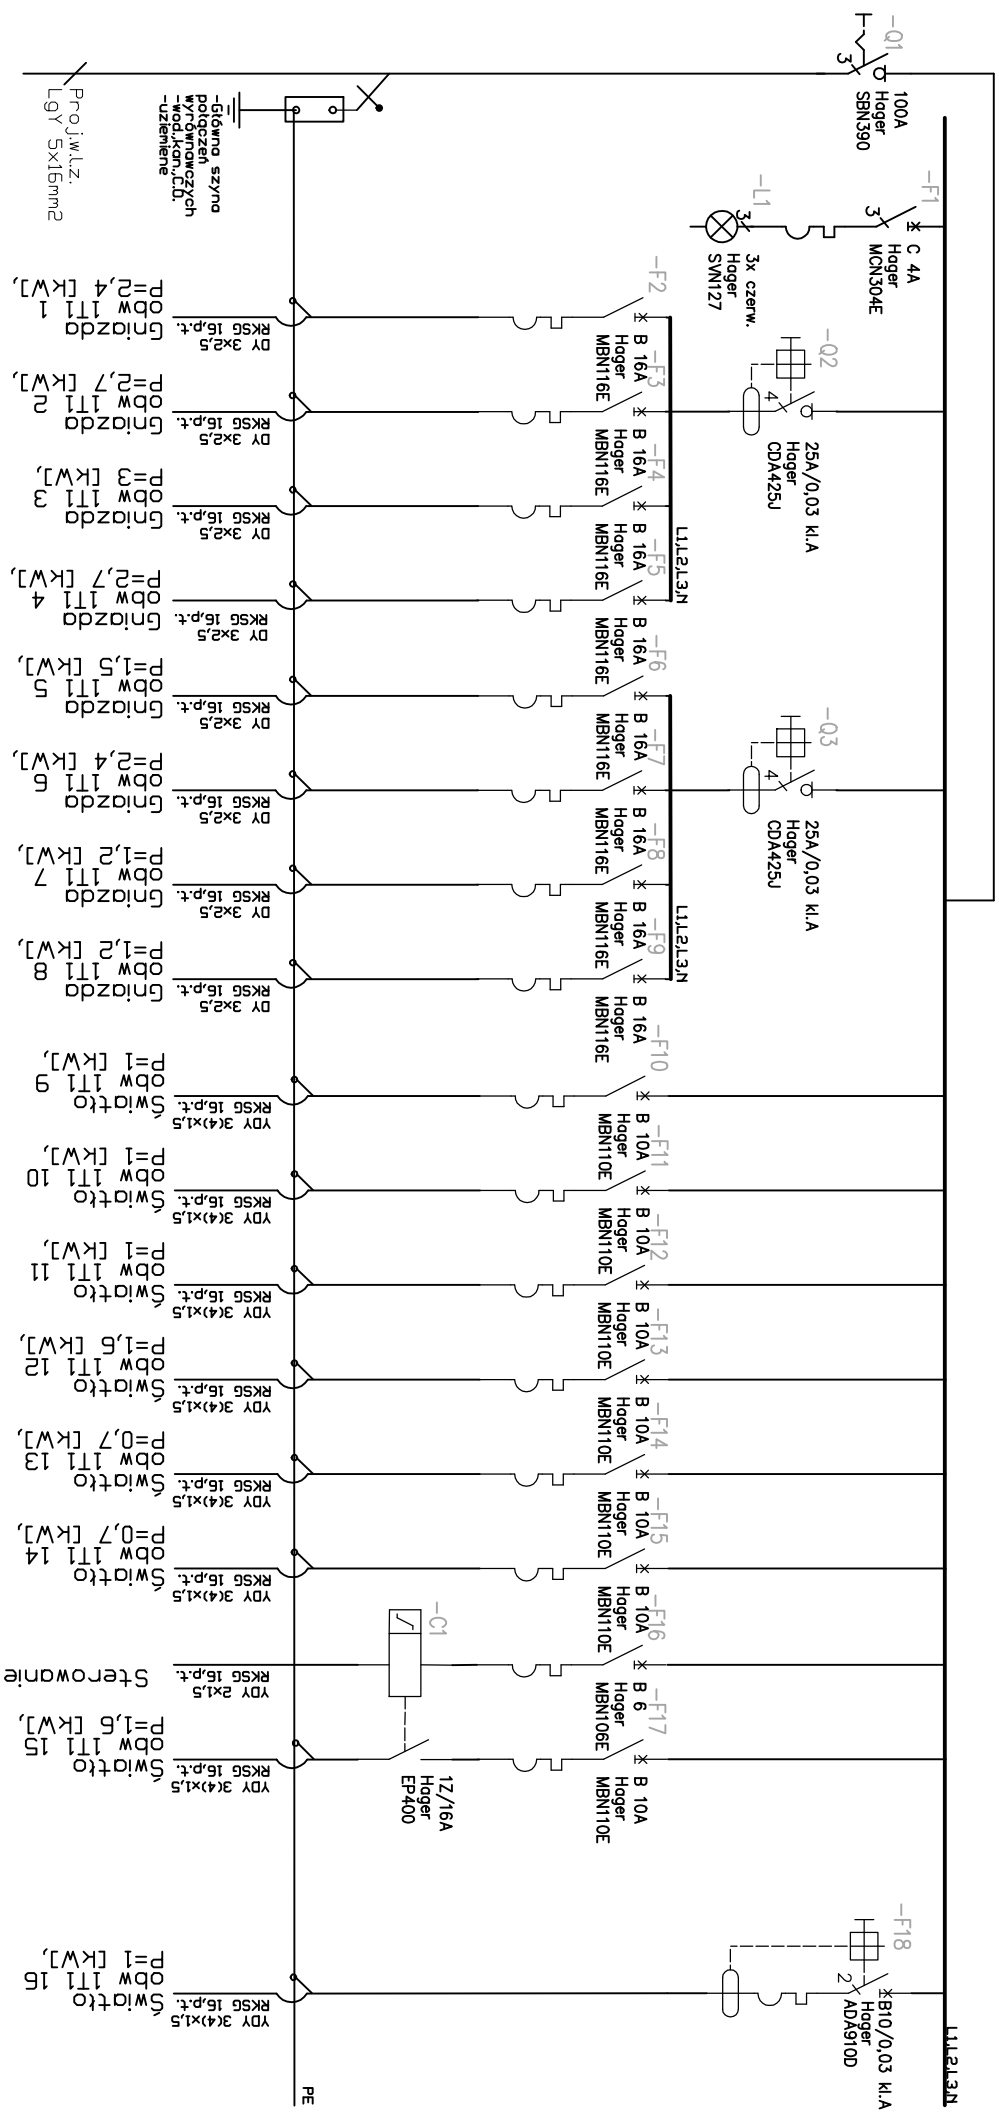 -Q1
3
100A
Hager
SBN390
-F1
3
C 4A
Hager
MCN304E
-L1
3
3x czerw.
Hager
SVN127
-Q2
4
25A/0,03 kl.A
Hager
CDA425J
-Q3
4
25A/0,03 kl.A
Hager
CDA425J
-F18
2
B10/0,03 kl.A
Hager
ADA910D
L1,L2,L3,N
L1,L2,L3,N
L1,L2,L3,N
-F2
B 16A
Hager
MBN116E
-F3
B 16A
Hager
MBN116E
-F4
B 16A
Hager
MBN116E
-F5
B 16A
Hager
MBN116E
-F6
B 16A
Hager
MBN116E
-F7
B 16A
Hager
MBN116E
-F8
B 16A
Hager
MBN116E
-F9
B 16A
Hager
MBN116E
-F10
B 10A
Hager
MBN110E
-F11
B 10A
Hager
MBN110E
-F12
B 10A
Hager
MBN110E
-F13
B 10A
Hager
MBN110E
-F14
B 10A
Hager
MBN110E
-F15
B 10A
Hager
MBN110E
-F16
B 6
Hager
MBN106E
-F17
B 10A
Hager
MBN110E
-C1
1Z/16A
Hager
EP400
PE
-Główna szyna
połączeń
wyrównawczych
-wod.,kan.,C.O.
-uziemiene
Proj.w.l.z.
LgY 5x16mm2
DY 3x2,5
RKSG 16,p.t.
Gniazda
obw 1T1 1
P=2,4 [kW],
DY 3x2,5
RKSG 16,p.t.
Gniazda
obw 1T1 2
P=2,7 [kW],
DY 3x2,5
RKSG 16,p.t.
Gniazda
obw 1T1 3
P=3 [kW],
DY 3x2,5
RKSG 16,p.t.
Gniazda
obw 1T1 4
P=2,7 [kW],
DY 3x2,5
RKSG 16,p.t.
Gniazda
obw 1T1 5
P=1,5 [kW],
DY 3x2,5
RKSG 16,p.t.
Gniazda
obw 1T1 6
P=2,4 [kW],
DY 3x2,5
RKSG 16,p.t.
Gniazda
obw 1T1 7
P=1,2 [kW],
DY 3x2,5
RKSG 16,p.t.
Gniazda
obw 1T1 8
P=1,2 [kW],
YDY 3(4)x1,5
RKSG 16,p.t.
Światło
obw 1T1 9
P=1 [kW],
YDY 3(4)x1,5
RKSG 16,p.t.
Światło
obw 1T1 10
P=1 [kW],
YDY 3(4)x1,5
RKSG 16,p.t.
Światło
obw 1T1 11
P=1 [kW],
YDY 3(4)x1,5
RKSG 16,p.t.
Światło
obw 1T1 12
P=1,6 [kW],
YDY 3(4)x1,5
RKSG 16,p.t.
Światło
obw 1T1 13
P=0,7 [kW],
YDY 3(4)x1,5
RKSG 16,p.t.
Światło
obw 1T1 14
P=0,7 [kW],
YDY 2x1,5
RKSG 16,p.t.
Sterowanie
YDY 3(4)x1,5
RKSG 16,p.t.
Światło
obw 1T1 15
P=1,6 [kW],
YDY 3(4)x1,5
RKSG 16,p.t.
Światło
obw 1T1 16
P=1 [kW],